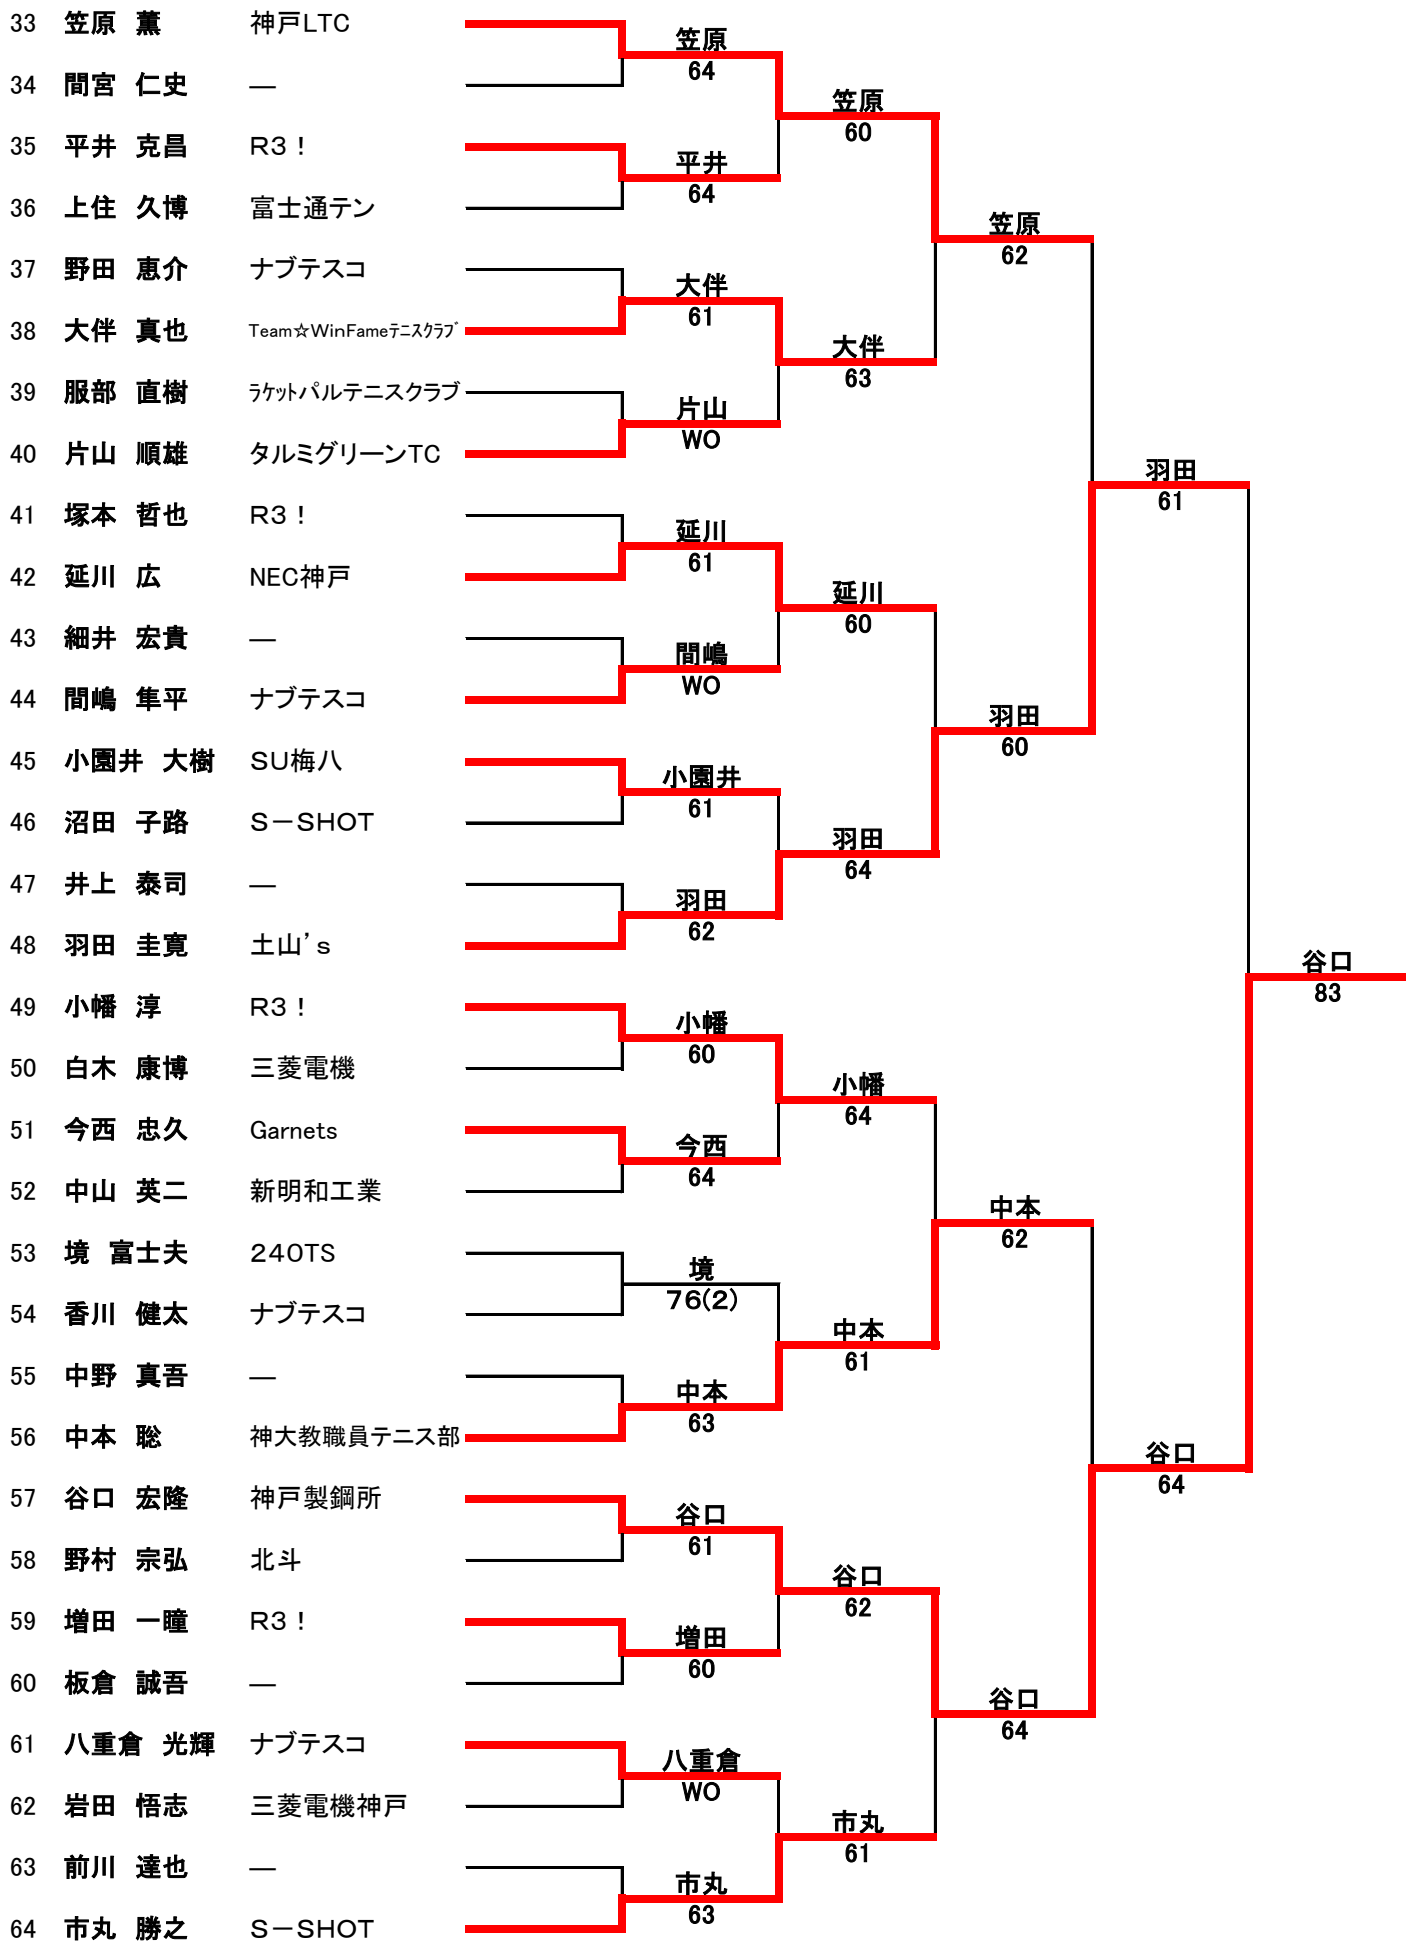 33 笠原　薫 神戸LTC
笠原
64
34 間宮　仁史 ―
笠原
60
35 平井　克昌 R3！
平井
64
36 上住　久博 富士通テン
笠原
62
37 野田　恵介 ナブテスコ
大伴
61
38 大伴　真也 Team☆WinFameﾃﾆｽｸﾗﾌﾞ
大伴
63
39 服部　直樹 ﾗｹｯﾄパルテニスクラブ
片山
WO
40 片山　順雄 タルミグリーンTC
羽田
61
41 塚本　哲也 R3！
延川
61
42 延川　広 NEC神戸
延川
60
43 細井　宏貴 ―
間嶋
WO
44 間嶋　隼平 ナブテスコ
羽田
60
45 小園井　大樹 SU梅八
小園井
61
46 沼田　子路 S－SHOT
羽田
64
47 井上　泰司 ―
羽田
62
48 羽田　圭寛 土山’s
谷口
83
49 小幡　淳 R3！
小幡
60
50 白木　康博 三菱電機
小幡
64
51 今西　忠久 Garnets
今西
64
52 中山　英二 新明和工業
中本
62
53 境　富士夫 240TS
境
76(2)
54 香川　健太 ナブテスコ
中本
61
55 中野　真吾 ―
中本
63
56 中本　聡 神大教職員テニス部
谷口
64
57 谷口　宏隆 神戸製鋼所
谷口
61
58 野村　宗弘 北斗
谷口
62
59 増田　一瞳 R3！
増田
60
60 板倉　誠吾 ―
谷口
64
61 八重倉　光輝 ナブテスコ
八重倉
WO
62 岩田　悟志 三菱電機神戸
市丸
61
63 前川　達也 ―
市丸
63
64 市丸　勝之 S－SHOT